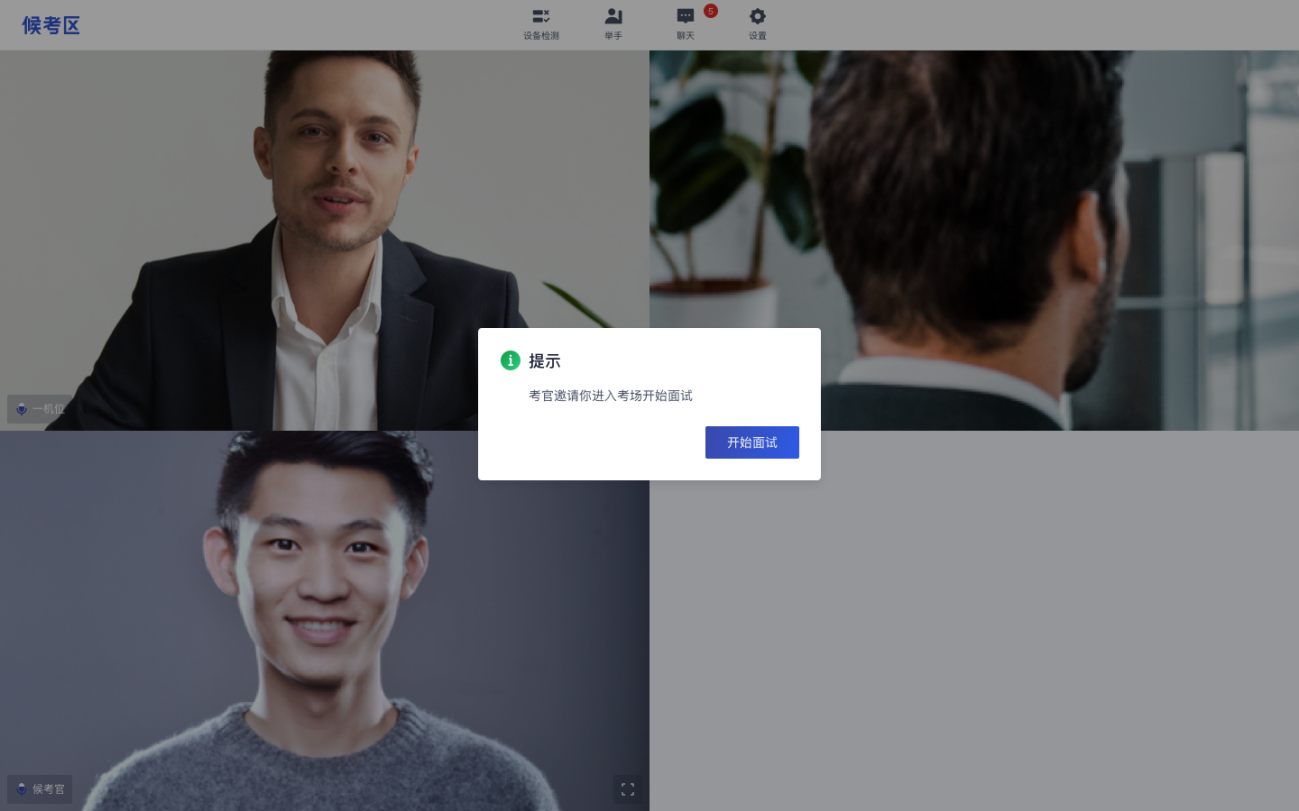 候考区
设备检测
举手
聊天
5
设置
一机位
提示
考官邀请你进入考场开始面试
开始面试
候考官